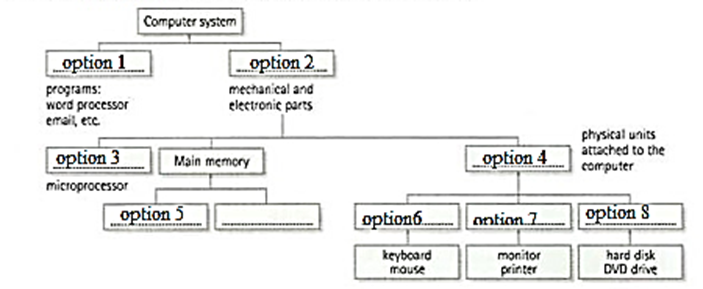 Computer system
option 1
option 2
programs:
word processor
email, etc.
mechanical and
electronic parts
physical units
attached to the
computer
option 3
Main memory
option 4
microprocessor
option 5
option6
option 7
option 8
keyboard
mouse
monitor
printer
hard disk
DVD drive